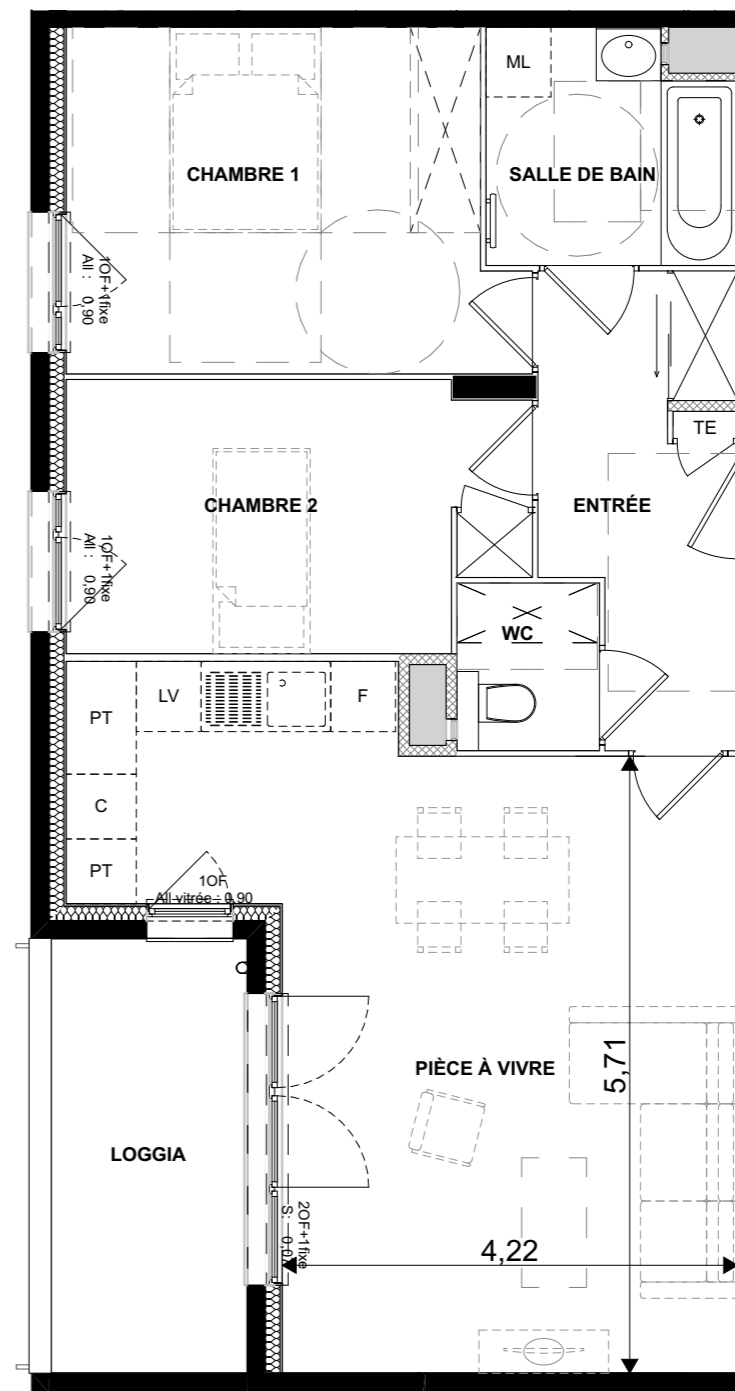 ML
CHAMBRE 1
SALLE DE BAIN
1OF+1fixe
All : 0,90
TE
CHAMBRE 2
ENTRÉE
1OF+1fixe
All : 0,90
WC
LV
F
PT
C
PT
1OF
All vitrée : 0,90
PIÈCE À VIVRE
5,71
LOGGIA
2OF+1fixe
4,22